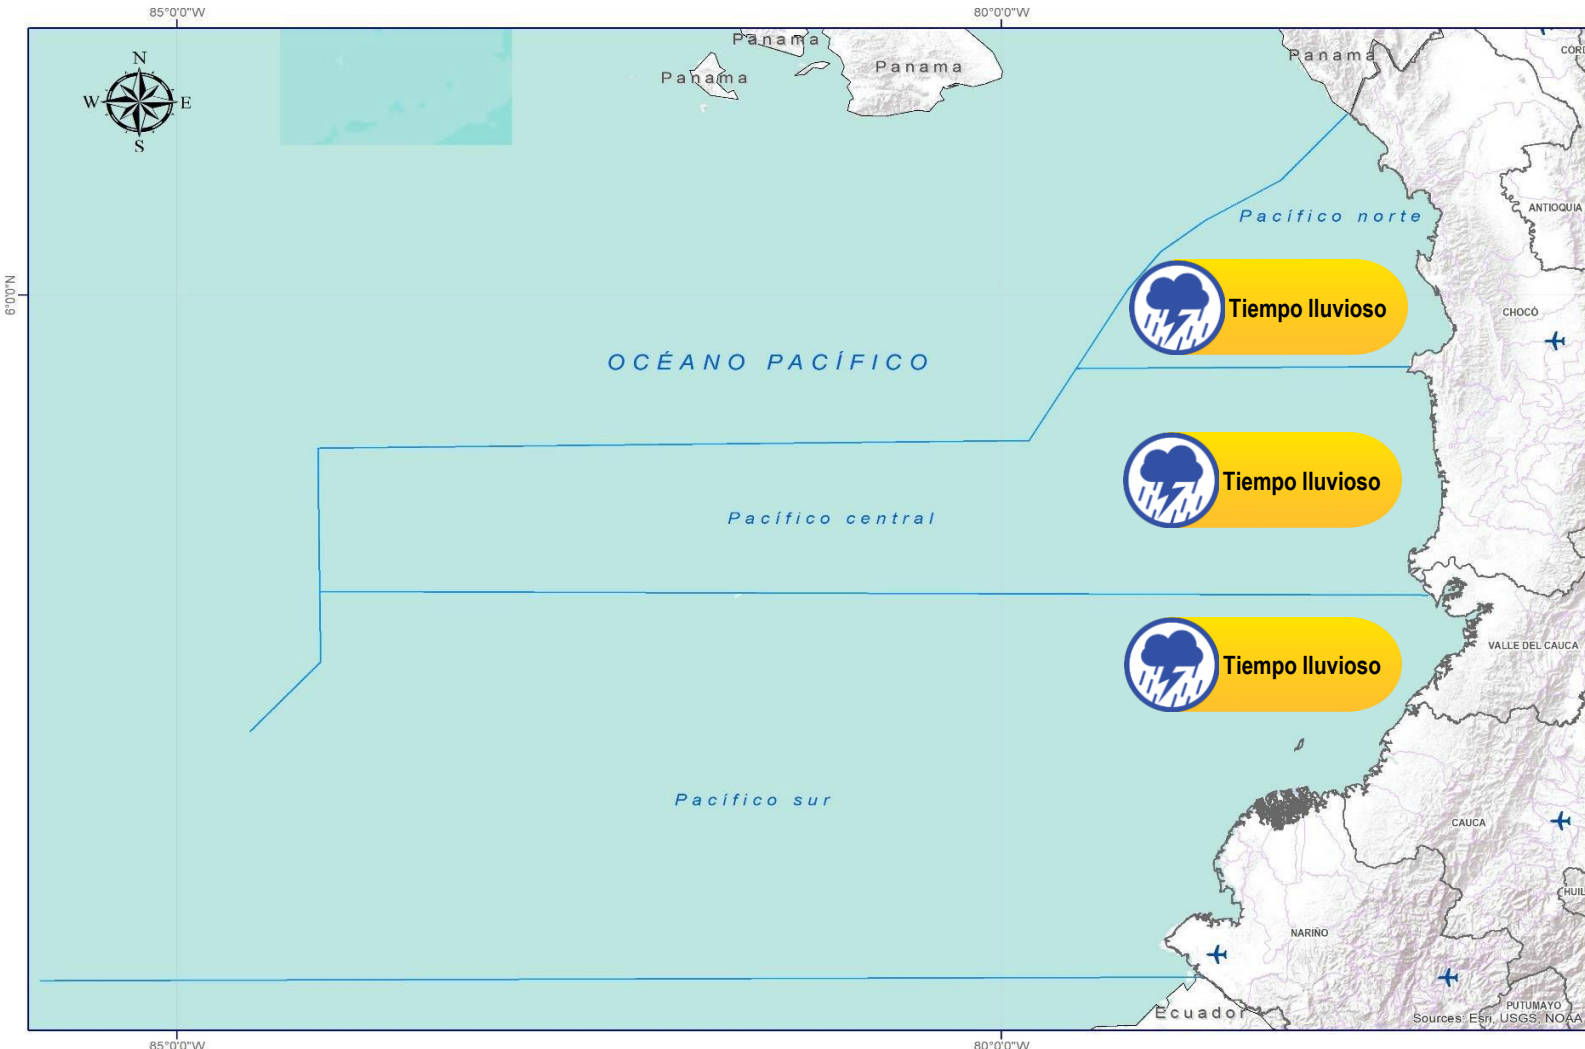 85°0'0"W
80°0'0"W
N
W
E
S
Panama
Panama
Panama
Panama
ANTIOQUIA
Pacífico norte
6°0'0"N
Tiempo lluvioso
CHOCÓ
OCÉANO PACÍFICO
Tiempo lluvioso
Pacífico central
VALLE DEL CAUCA
Tiempo lluvioso
Pacífico sur
CAUCA
HUIL
NARIÑO
PUTUMAYO
Ecuador
Sources: Esri, USGS, NOAA
85°0'0"W
80°0'0"W